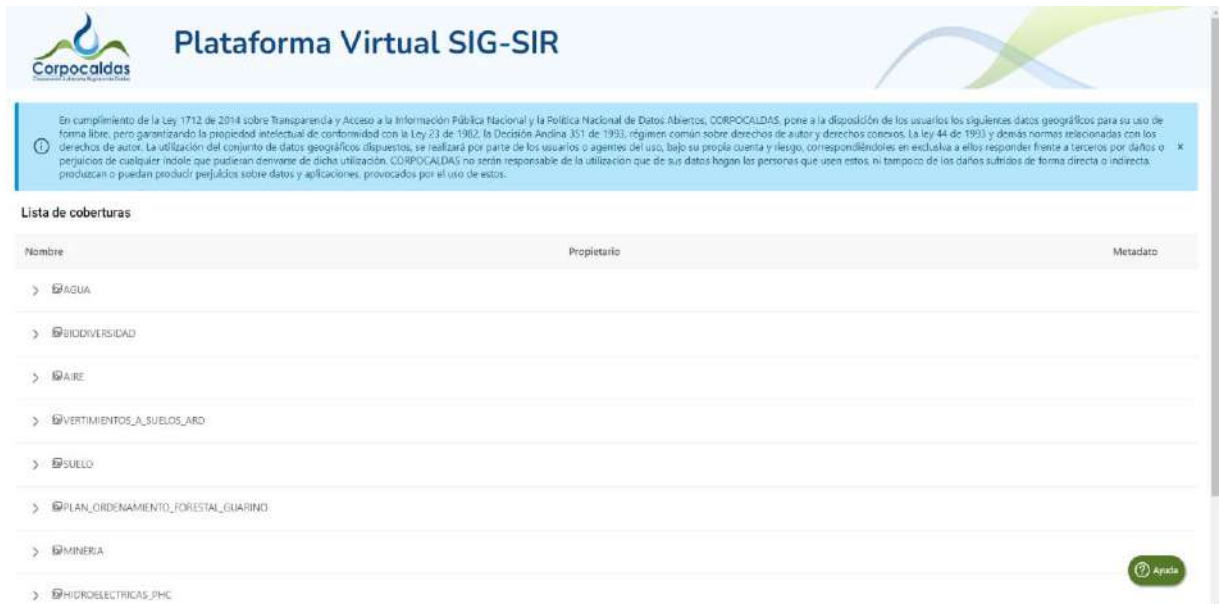 Plataforma Virtual SIG-SIR
Corpocaldas
En cumplimiento de la Ley 1712 de 2014 sobre Transparencia y Acceso a la Información Pública Nacional y la Política Nacional de Datos Abiertos, CORPOCALDAS, pone a la disposición de los usuarios los siguientes datos geográficos para su uso de
forma libre, pero garantizando la propiedad intelectual de conformidad con la Ley 23 de 1982, la Decisión Andina 351 de 1993, régimen común sobre derechos de autor y derechos conexos. La ley 44 de 1993 y demás normas relacionadas con los
derechos de autor. La utilización del conjunto de datos geográficos dispuestos, se realizará por parte de los usuarios o agentes del uso, bajo su propia cuenta y riesgo, correspondiéndoles en exclusiva a ellos responder frente a terceros por daños o
perjuicios de cualquier índole que pudieran derivarse de dicha utilización. CORPOCALDAS no serán responsable de la utilización que de sus datos hagan las personas que usen estos, ni tampoco de los daños sufridos de forma directa o indirecta,
produzcan o puedan producir perjuicios sobre datos y aplicaciones, provocados por el uso de estos.
Lista de coberturas
Nombre Propietario Metadato
AGUA
BIODIVERSIDAD
AIRE
VERTIMIENTOS_A_SUELOS_ARD
SUELO
PLAN_ORDENAMIENTO_FORESTAL_GUARINO
MINERIA
Ayuda
HIDROELECTRICAS_PHC